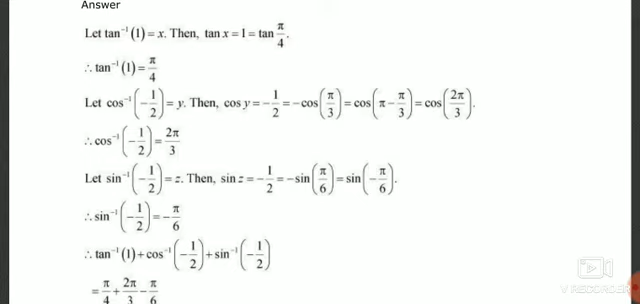 Answer
Let tan⁻¹(1) = x. Then, tan x = 1 = tan π/4.
∴ tan⁻¹(1) = π/4
Let cos⁻¹(-1/2) = y. Then, cos y = -1/2 = -cos(π/3) = cos(π - π/3) = cos(2π/3).
∴ cos⁻¹(-1/2) = 2π/3
Let sin⁻¹(-1/2) = z. Then, sin z = -1/2 = -sin(π/6) = sin(-π/6).
∴ sin⁻¹(-1/2) = -π/6
∴ tan⁻¹(1) + cos⁻¹(-1/2) + sin⁻¹(-1/2)
= π/4 + 2π/3 - π/6
V RECORDER